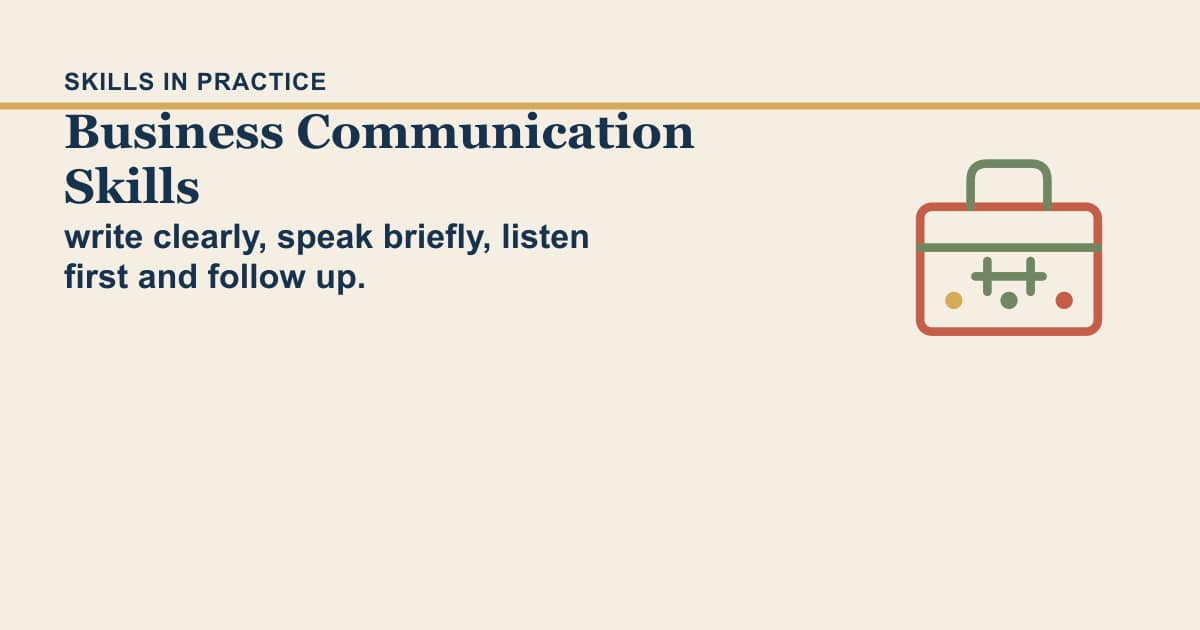 SKILLS IN PRACTICE
Business Communication
Skills
write clearly, speak briefly, listen
first and follow up.